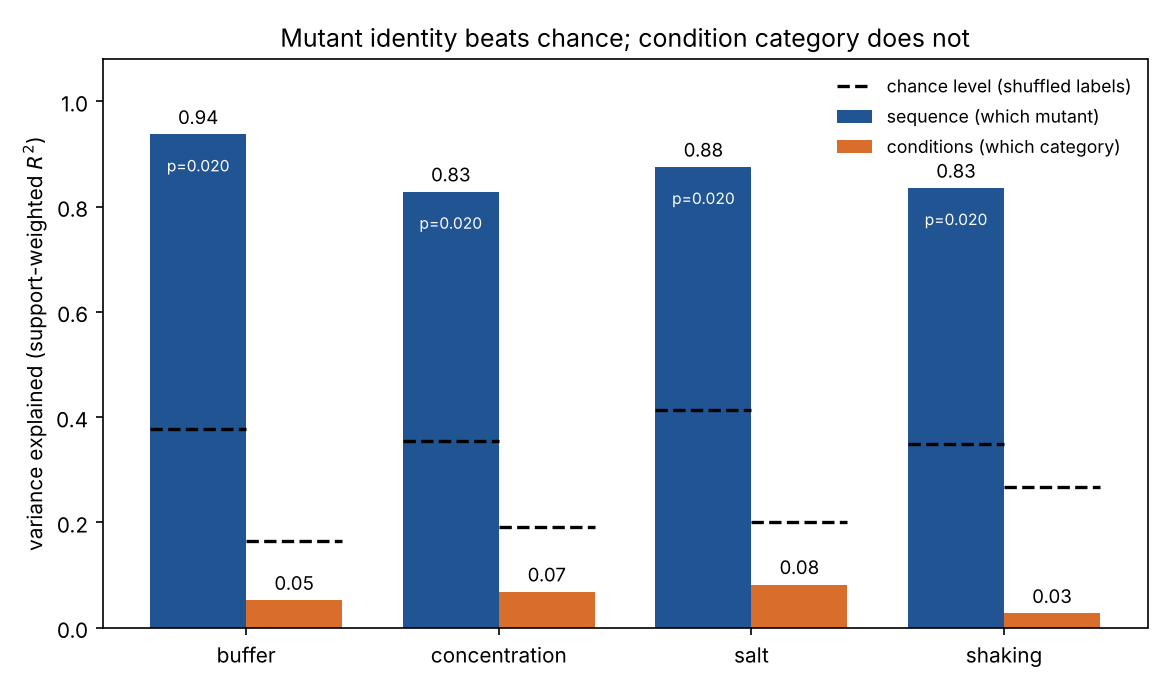 Mutant identity beats chance; condition category does not
chance level (shuffled labels)
sequence (which mutant)
conditions (which category)
variance explained (support-weighted R²)
1.0
0.8
0.6
0.4
0.2
0.0
0.94
p=0.020
0.05
0.83
p=0.020
0.07
0.88
p=0.020
0.08
0.83
p=0.020
0.03
buffer
concentration
salt
shaking